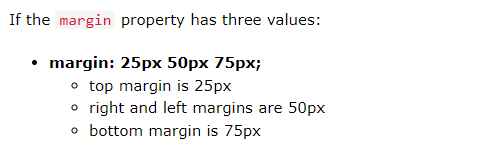 If the margin property has three values:
margin: 25px 50px 75px;
top margin is 25px
right and left margins are 50px
bottom margin is 75px